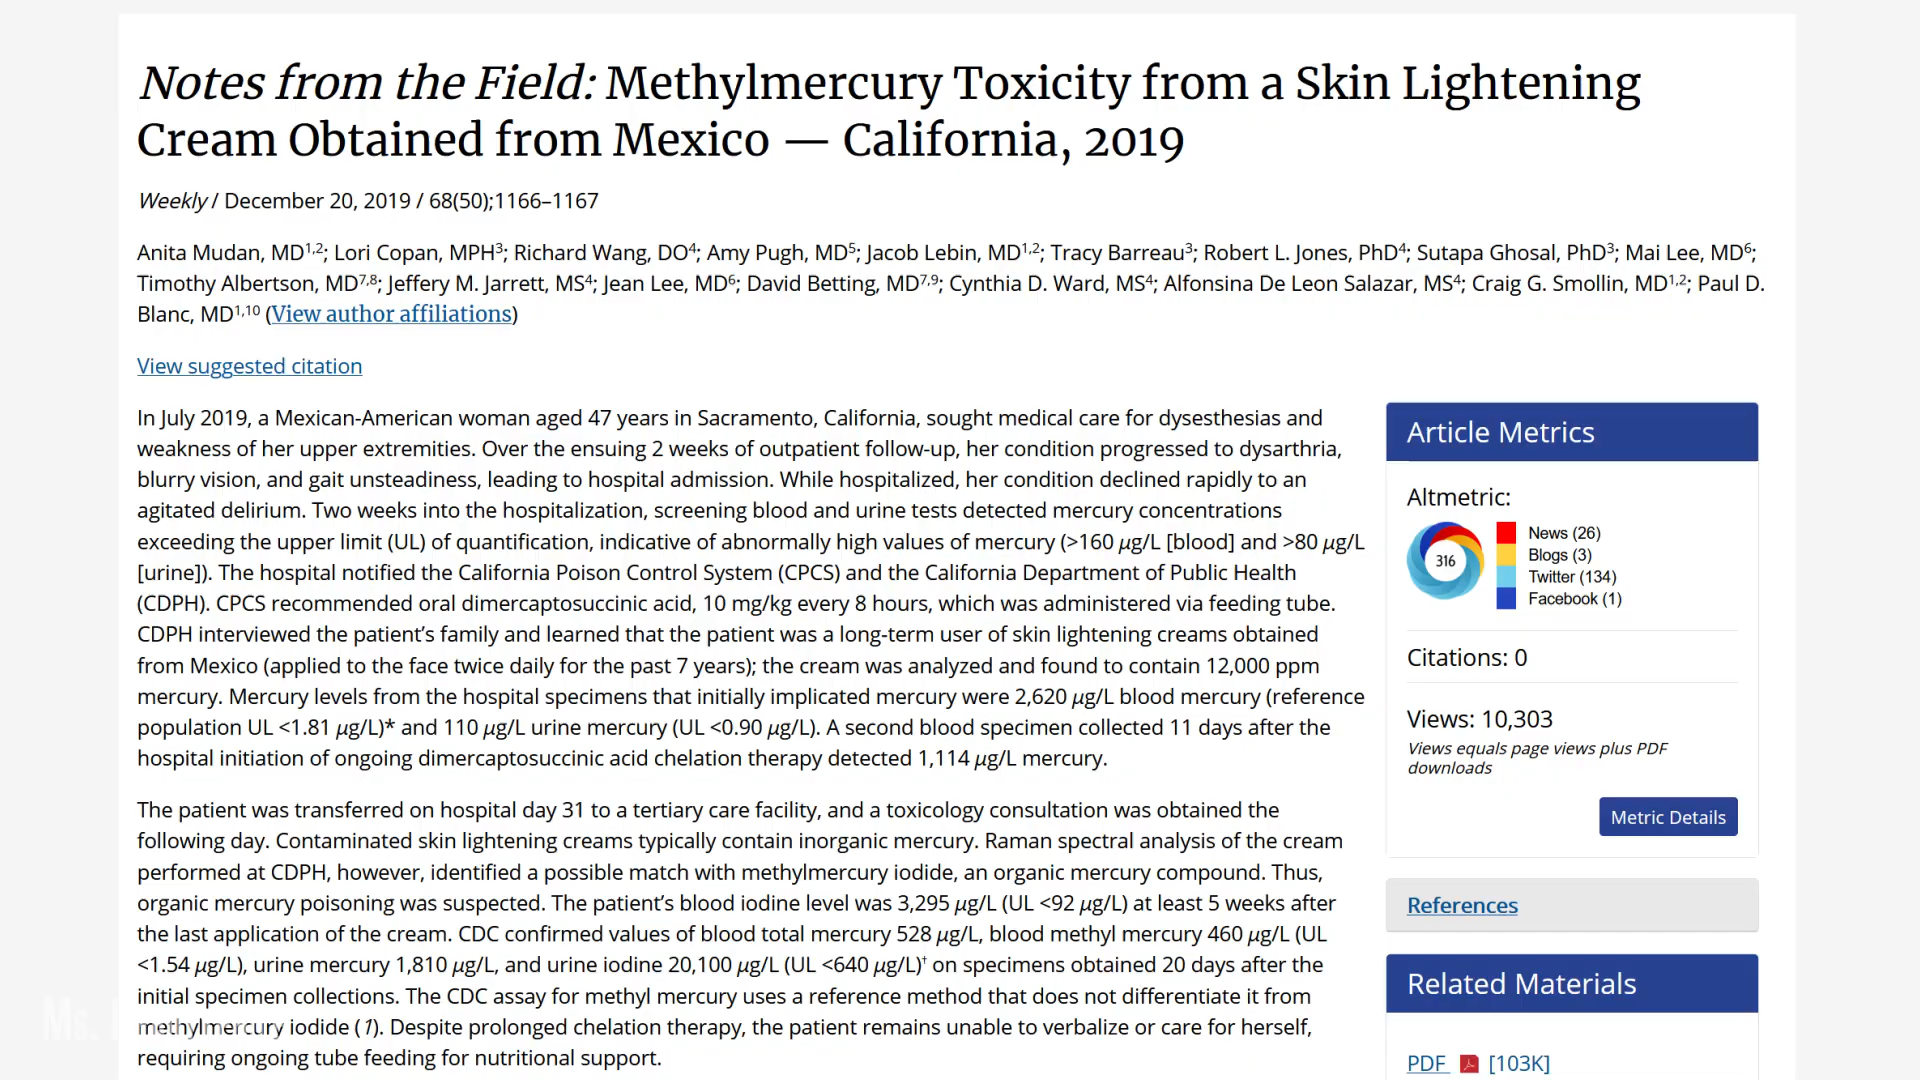 Notes from the Field: Methylmercury Toxicity from a Skin Lightening
Cream Obtained from Mexico — California, 2019
Weekly / December 20, 2019 / 68(50);1166–1167
Anita Mudan, MD1,2; Lori Copan, MPH3; Richard Wang, DO4; Amy Pugh, MD5; Jacob Lebin, MD1,2; Tracy Barreau3; Robert L. Jones, PhD4; Sutapa Ghosal, PhD3; Mai Lee, MD6;
Timothy Albertson, MD7,8; Jeffery M. Jarrett, MS4; Jean Lee, MD6; David Betting, MD7,9; Cynthia D. Ward, MS4; Alfonsina De Leon Salazar, MS4; Craig G. Smollin, MD1,2; Paul D.
Blanc, MD1,10 (View author affiliations)
View suggested citation
In July 2019, a Mexican-American woman aged 47 years in Sacramento, California, sought medical care for dysesthesias and
weakness of her upper extremities. Over the ensuing 2 weeks of outpatient follow-up, her condition progressed to dysarthria,
blurry vision, and gait unsteadiness, leading to hospital admission. While hospitalized, her condition declined rapidly to an
agitated delirium. Two weeks into the hospitalization, screening blood and urine tests detected mercury concentrations
exceeding the upper limit (UL) of quantification, indicative of abnormally high values of mercury (>160 μg/L [blood] and >80 μg/L
[urine]). The hospital notified the California Poison Control System (CPCS) and the California Department of Public Health
(CDPH). CPCS recommended oral dimercaptosuccinic acid, 10 mg/kg every 8 hours, which was administered via feeding tube.
CDPH interviewed the patient's family and learned that the patient was a long-term user of skin lightening creams obtained
from Mexico (applied to the face twice daily for the past 7 years); the cream was analyzed and found to contain 12,000 ppm
mercury. Mercury levels from the hospital specimens that initially implicated mercury were 2,620 μg/L blood mercury (reference
population UL <1.81 μg/L)* and 110 μg/L urine mercury (UL <0.90 μg/L). A second blood specimen collected 11 days after the
hospital initiation of ongoing dimercaptosuccinic acid chelation therapy detected 1,114 μg/L mercury.
The patient was transferred on hospital day 31 to a tertiary care facility, and a toxicology consultation was obtained the
following day. Contaminated skin lightening creams typically contain inorganic mercury. Raman spectral analysis of the cream
performed at CDPH, however, identified a possible match with methylmercury iodide, an organic mercury compound. Thus,
organic mercury poisoning was suspected. The patient's blood iodine level was 3,295 μg/L (UL <92 μg/L) at least 5 weeks after
the last application of the cream. CDC confirmed values of blood total mercury 528 μg/L, blood methyl mercury 460 μg/L (UL
<1.54 μg/L), urine mercury 1,810 μg/L, and urine iodine 20,100 μg/L (UL <640 μg/L)† on specimens obtained 20 days after the
initial specimen collections. The CDC assay for methyl mercury uses a reference method that does not differentiate it from
methylmercury iodide (1). Despite prolonged chelation therapy, the patient remains unable to verbalize or care for herself,
requiring ongoing tube feeding for nutritional support.
Article Metrics
Altmetric:
316
News (26)
Blogs (3)
Twitter (134)
Facebook (1)
Citations: 0
Views: 10,303
Views equals page views plus PDF
downloads
Metric Details
References
Related Materials
PDF [103K]
Ms.